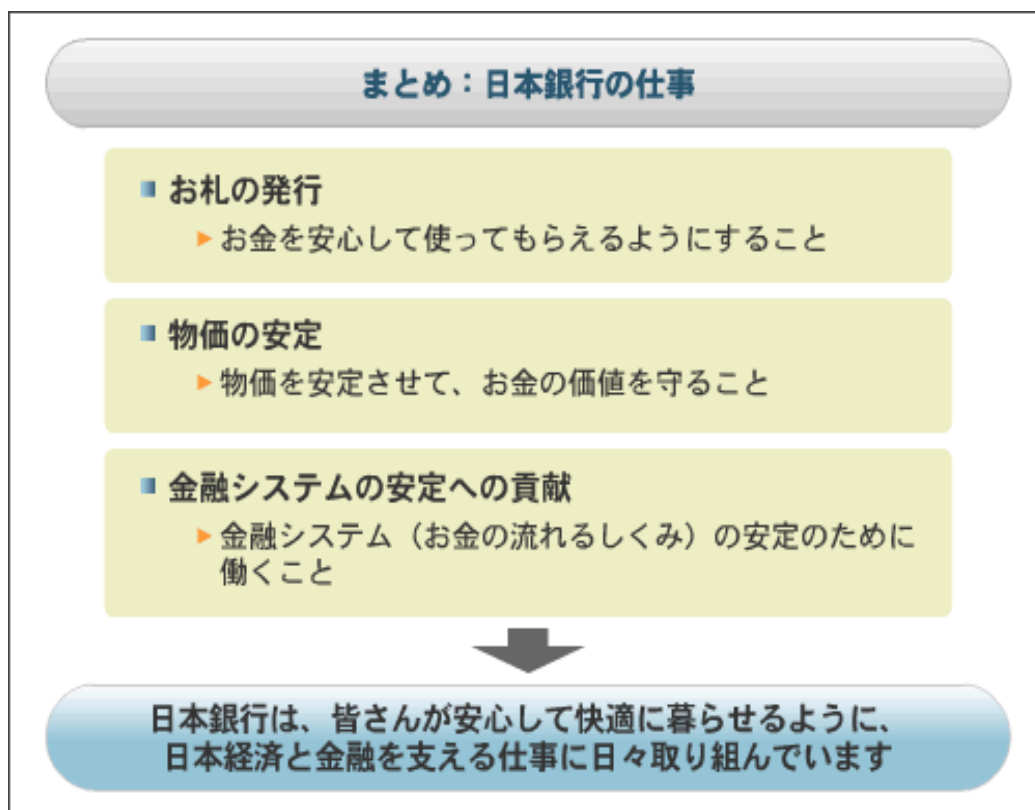 まとめ：日本銀行の仕事
お札の発行
お金を安心して使ってもらえるようにすること
物価の安定
物価を安定させて、お金の価値を守ること
金融システムの安定への貢献
金融システム（お金の流れるしくみ）の安定のために
働くこと
日本銀行は、皆さんが安心して快適に暮らせるように、
日本経済と金融を支える仕事に日々取り組んでいます